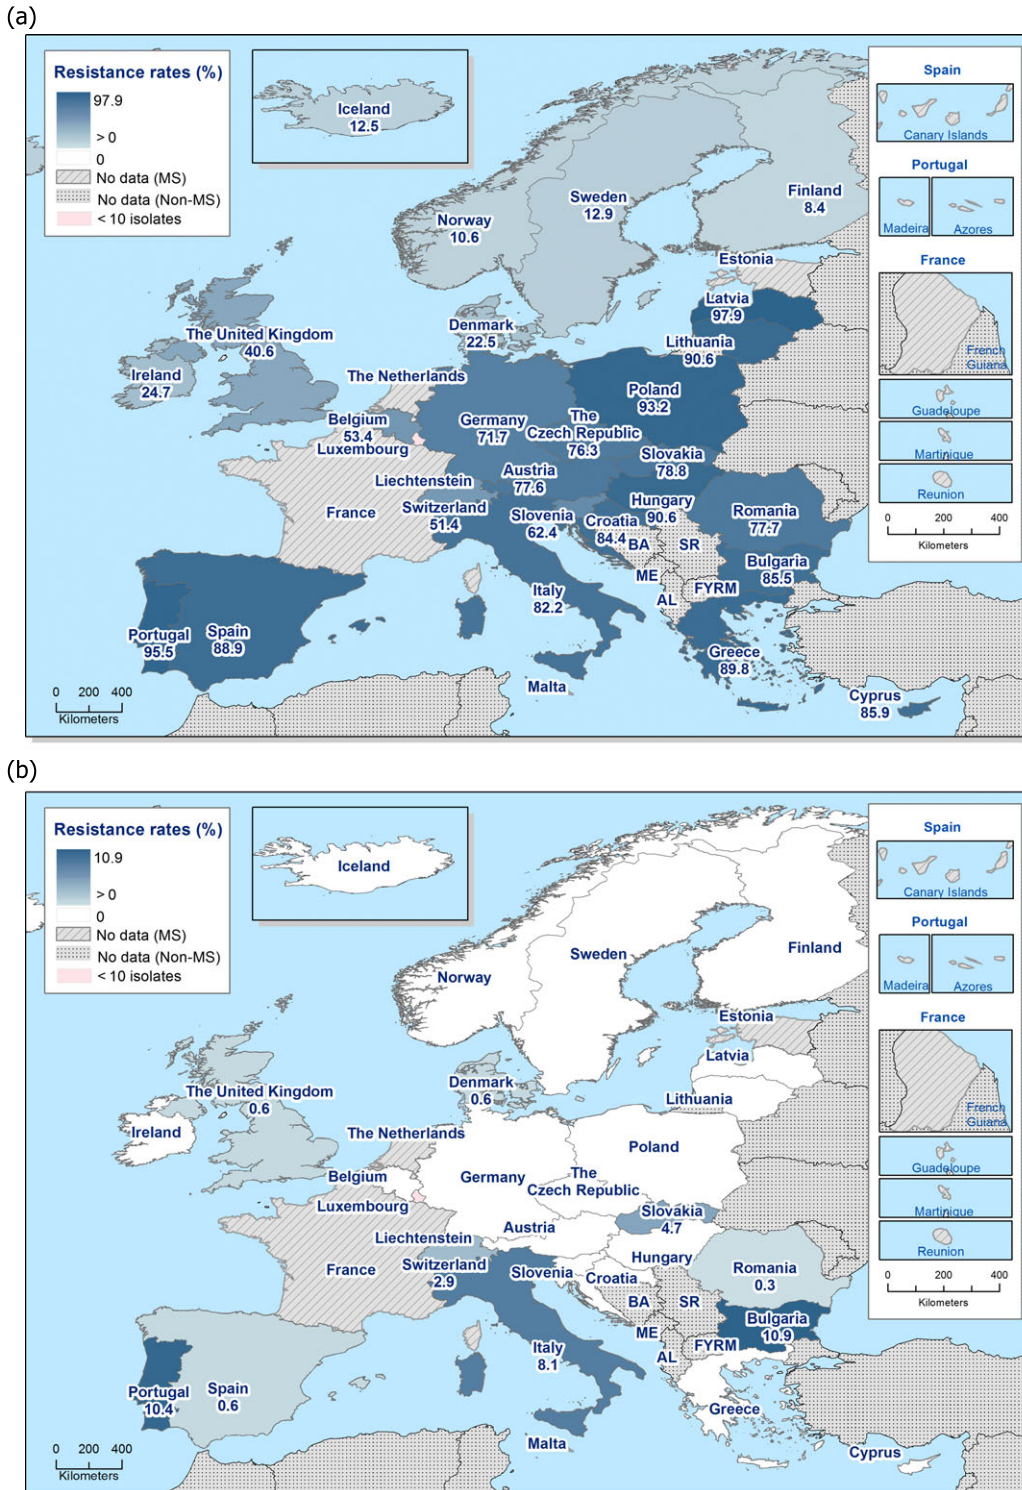 (a)
Resistance rates (%)
97.9
> 0
0
No data (MS)
No data (Non-MS)
< 10 isolates
Iceland
12.5
Spain
Canary Islands
Portugal
Madeira
Azores
France
French
Guiana
Guadeloupe
Martinique
Reunion
0 200 400
Kilometers
Norway
10.6
Sweden
12.9
Finland
8.4
Estonia
Latvia
97.9
Lithuania
90.6
Denmark
22.5
The United Kingdom
40.6
Ireland
24.7
The Netherlands
Belgium
53.4
Luxembourg
Germany
71.7
Poland
93.2
The
Czech Republic
76.3
Slovakia
78.8
Austria
77.6
Liechtenstein
Switzerland
51.4
France
Hungary
90.6
Slovenia
62.4
Croatia
84.4
Romania
77.7
BA
SR
Bulgaria
85.5
ME
FYRM
AL
Italy
82.2
Portugal
95.5
Spain
88.9
Greece
89.8
Malta
Cyprus
85.9
0 200 400
Kilometers
(b)
Resistance rates (%)
10.9
> 0
0
No data (MS)
No data (Non-MS)
< 10 isolates
Iceland
Spain
Canary Islands
Portugal
Madeira
Azores
France
French
Guiana
Guadeloupe
Martinique
Reunion
0 200 400
Kilometers
Norway
Sweden
Finland
Estonia
Latvia
Lithuania
Denmark
0.6
The United Kingdom
0.6
Ireland
The Netherlands
Belgium
Luxembourg
Germany
Poland
The
Czech Republic
Slovakia
4.7
Austria
Liechtenstein
Switzerland
2.9
France
Hungary
Slovenia
Croatia
Romania
0.3
BA
SR
Bulgaria
10.9
ME
FYRM
AL
Italy
8.1
Portugal
10.4
Spain
0.6
Greece
Malta
Cyprus
0 200 400
Kilometers